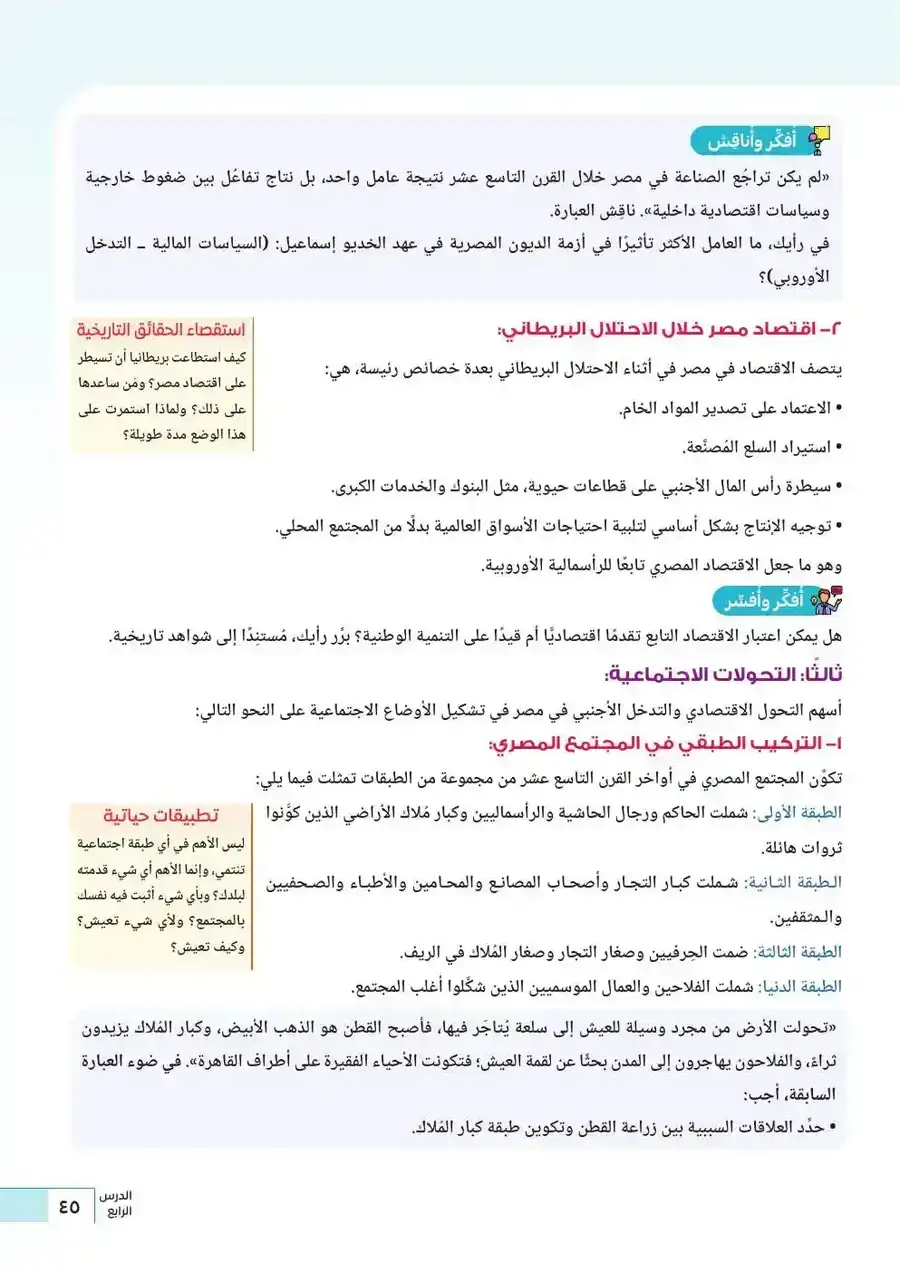 أفكِّر وأناقِش
«لم يكن تراجُع الصناعة في مصر خلال القرن التاسع عشر نتيجة عامل واحد، بل نتاج تفاعُل بين ضغوط خارجية
وسياسات اقتصادية داخلية». ناقِش العبارة.
في رأيك، ما العامل الأكثر تأثيرًا في أزمة الديون المصرية في عهد الخديو إسماعيل: (السياسات المالية – التدخل
الأوروبي)؟
٢- اقتصاد مصر خلال الاحتلال البريطاني:
يتصف الاقتصاد في مصر في أثناء الاحتلال البريطاني بعدة خصائص رئيسة، هي:
• الاعتماد على تصدير المواد الخام.
• استيراد السلع المُصنَّعة.
• سيطرة رأس المال الأجنبي على قطاعات حيوية، مثل البنوك والخدمات الكبرى.
• توجيه الإنتاج بشكل أساسي لتلبية احتياجات الأسواق العالمية بدلًا من المجتمع المحلي.
وهو ما جعل الاقتصاد المصري تابعًا للرأسمالية الأوروبية.
استقصاء الحقائق التاريخية
كيف استطاعت بريطانيا أن تسيطر
على اقتصاد مصر؟ ومَن ساعدها
على ذلك؟ ولماذا استمرت على
هذا الوضع مدة طويلة؟
أفكِّر وأفسِّر
هل يمكن اعتبار الاقتصاد التابع تقدمًا اقتصاديًّا أم قيدًا على التنمية الوطنية؟ برِّر رأيك، مُستنِدًا إلى شواهد تاريخية.
ثالثًا: التحولات الاجتماعية:
أسهم التحول الاقتصادي والتدخل الأجنبي في مصر في تشكيل الأوضاع الاجتماعية على النحو التالي:
١- التركيب الطبقي في المجتمع المصري:
تكوَّن المجتمع المصري في أواخر القرن التاسع عشر من مجموعة من الطبقات تمثلت فيما يلي:
الطبقة الأولى: شملت الحاكم ورجال الحاشية والرأسماليين وكبار مُلاك الأراضي الذين كوَّنوا
ثروات هائلة.
الطبقة الثانية: شملت كبار التجار وأصحاب المصانع والمحامين والأطباء والصحفيين
والمثقفين.
الطبقة الثالثة: ضمت الحِرفيين وصغار التجار وصغار المُلاك في الريف.
الطبقة الدنيا: شملت الفلاحين والعمال الموسميين الذين شكَّلوا أغلب المجتمع.
تطبيقات حياتية
ليس الأهم في أي طبقة اجتماعية
تنتمي، وإنما الأهم أي شيء قدمته
لبلدك؟ وبأي شيء أثبت فيه نفسك
بالمجتمع؟ ولأي شيء تعيش؟
وكيف تعيش؟
«تحولت الأرض من مجرد وسيلة للعيش إلى سلعة يُتاجَر فيها، فأصبح القطن هو الذهب الأبيض، وكبار المُلاك يزيدون
ثراءً، والفلاحون يهاجرون إلى المدن بحثًا عن لقمة العيش؛ فتكونت الأحياء الفقيرة على أطراف القاهرة». في ضوء العبارة
السابقة، أجب:
• حدِّد العلاقات السببية بين زراعة القطن وتكوين طبقة كبار المُلاك.
الدرس
الرابع
٤٥